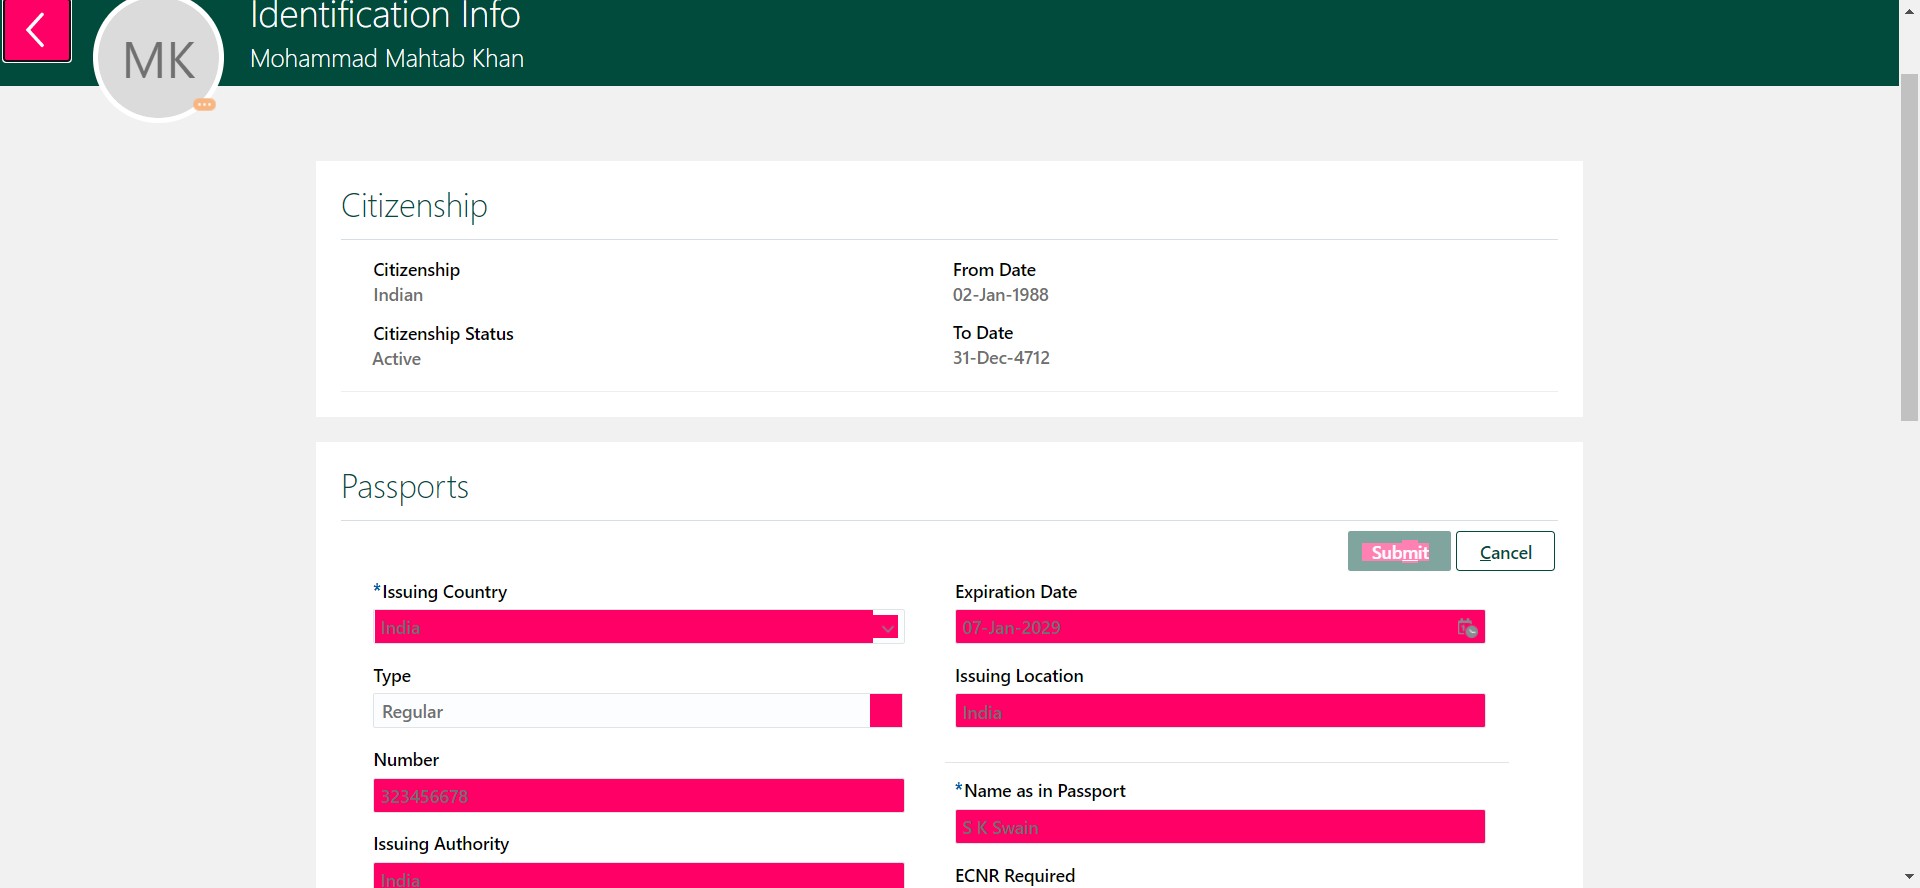 Identification Info
MK
Mohammad Mahtab Khan
Citizenship
Citizenship
Indian
From Date
02-Jan-1988
Citizenship Status
Active
To Date
31-Dec-4712
Passports
Submit
Cancel
*Issuing Country
India
Expiration Date
07-Jan-2029
Type
Regular
Issuing Location
India
Number
323456678
*Name as in Passport
S K Swain
Issuing Authority
India
ECNR Required